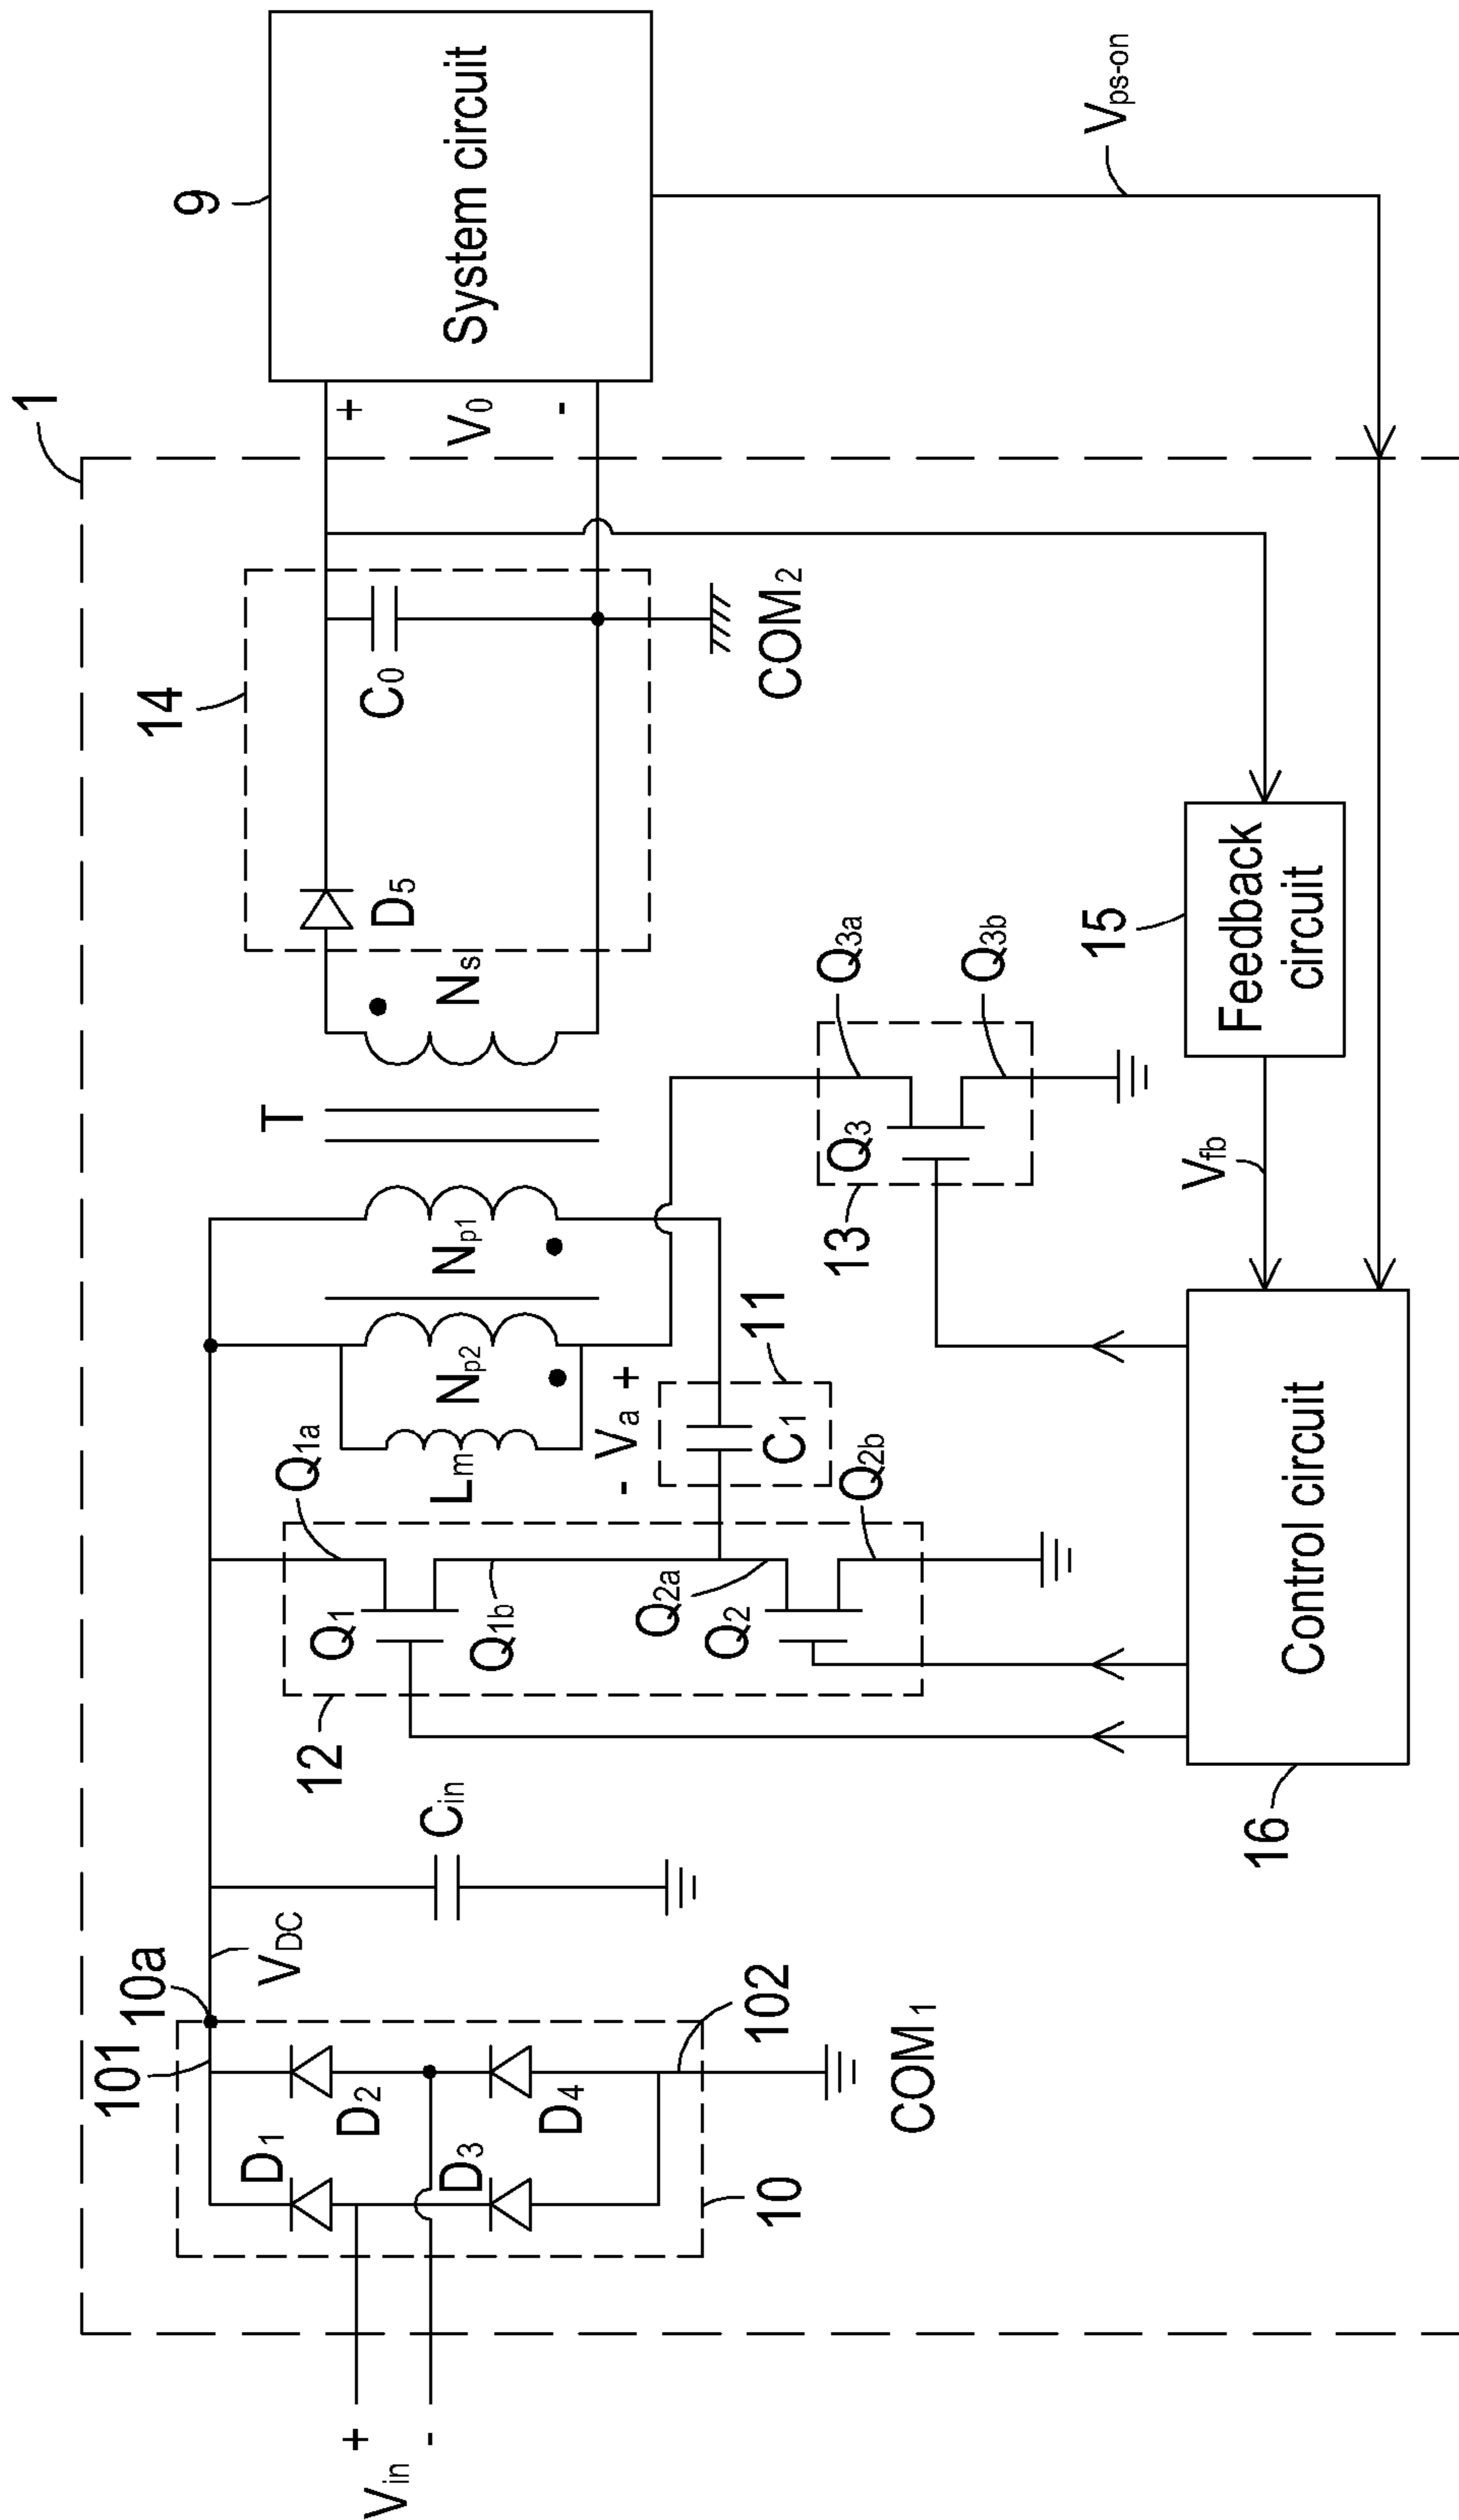 1
9
System circuit
V0
+
-
Vps-on
14
C0
D5
COM2
Ns
T
Np1
Np2
Lm
- Va +
11
C1
Q3a
Q3b
Q3
13
15
Feedback
circuit
Vfb
Q1a
Q1
Q1b
Q2a
Q2
Q2b
12
Control circuit
16
Cin
VDC
10a
101
102
D1
D2
D3
D4
COM1
10
+
Vin
-